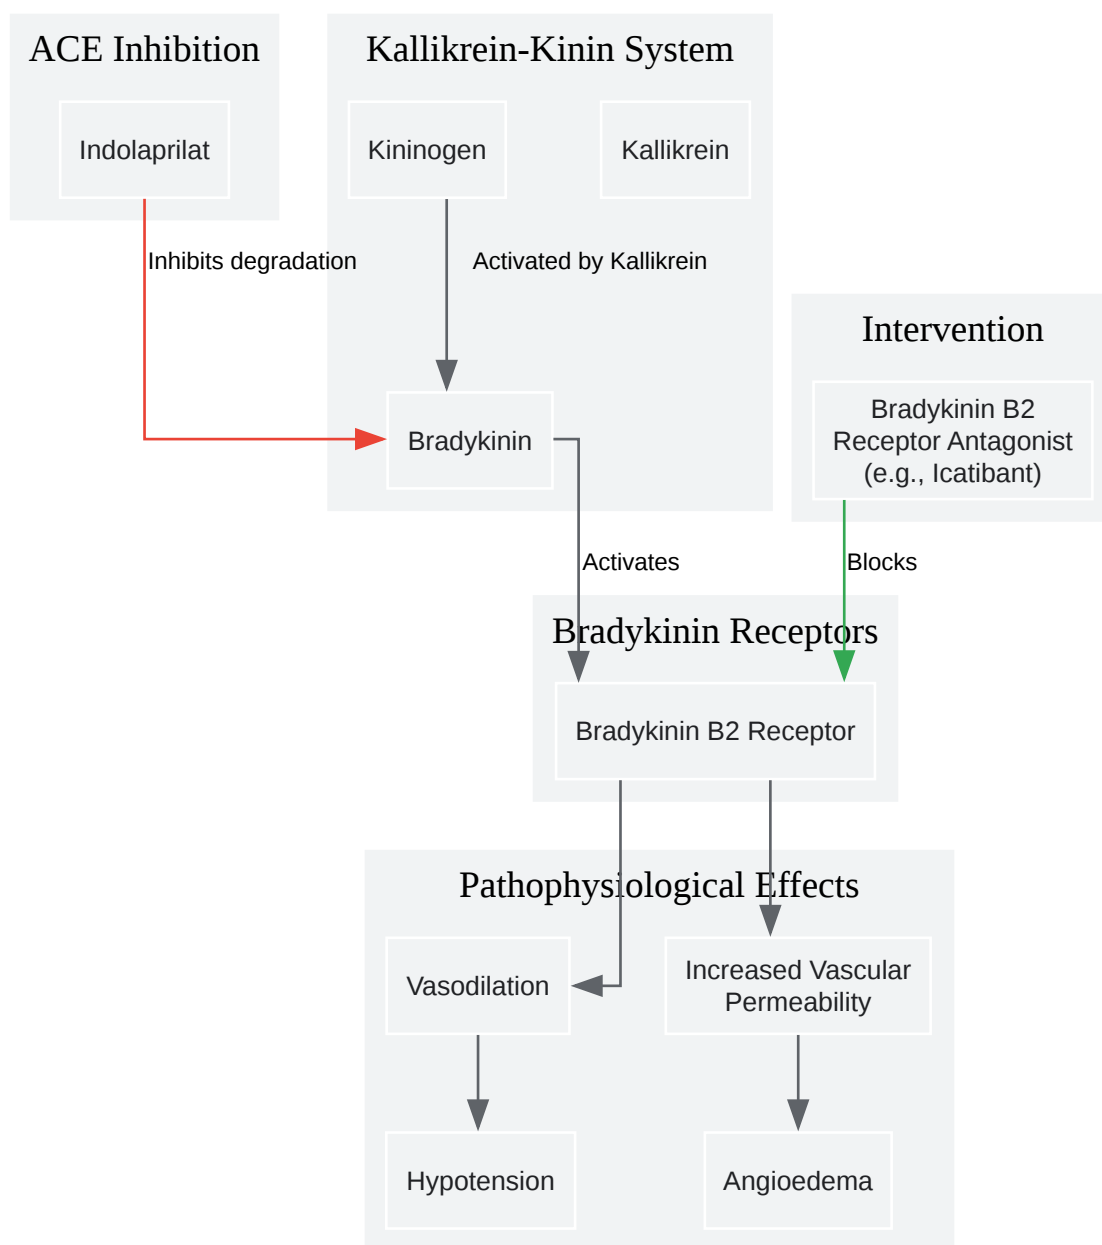 ACE Inhibition
Kallikrein-Kinin System
Indolaprilat
Kininogen
Kallikrein
Inhibits degradation
Activated by Kallikrein
Intervention
Bradykinin B2
Receptor Antagonist
(e.g., Icatibant)
Bradykinin
Activates
Blocks
Bradykinin Receptors
Bradykinin B2 Receptor
Pathophysiological Effects
Vasodilation
Increased Vascular
Permeability
Hypotension
Angioedema